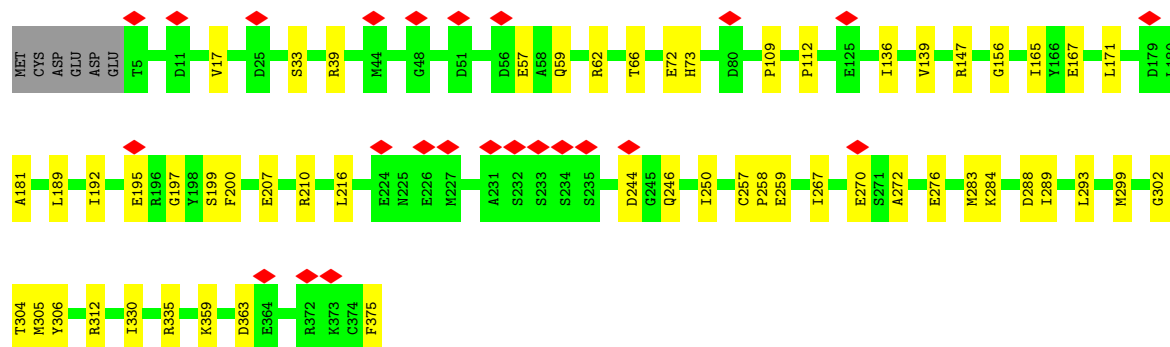 MET CYS ASP GLU ASP GLU T5 D11 V17 D25 S33 R39 M44 G48 D51 D56 E57 A58 Q59 R62 T66 E72 H73 D80 P109 P112 E125 I136 V139 R147 G156 I165 Y166 E167 L171 D179 L180
A181 L189 I192 E195 R196 G197 Y198 S199 F200 E207 R210 L216 E224 N225 E226 M227 A231 S232 S233 S234 S235 D244 G245 Q246 I250 C257 P258 E259 I267 E270 S271 A272 E276 M283 K284 D288 I289 L293 M299 G302
T304 M305 Y306 R312 I330 R335 K359 D363 E364 R372 K373 C374 F375